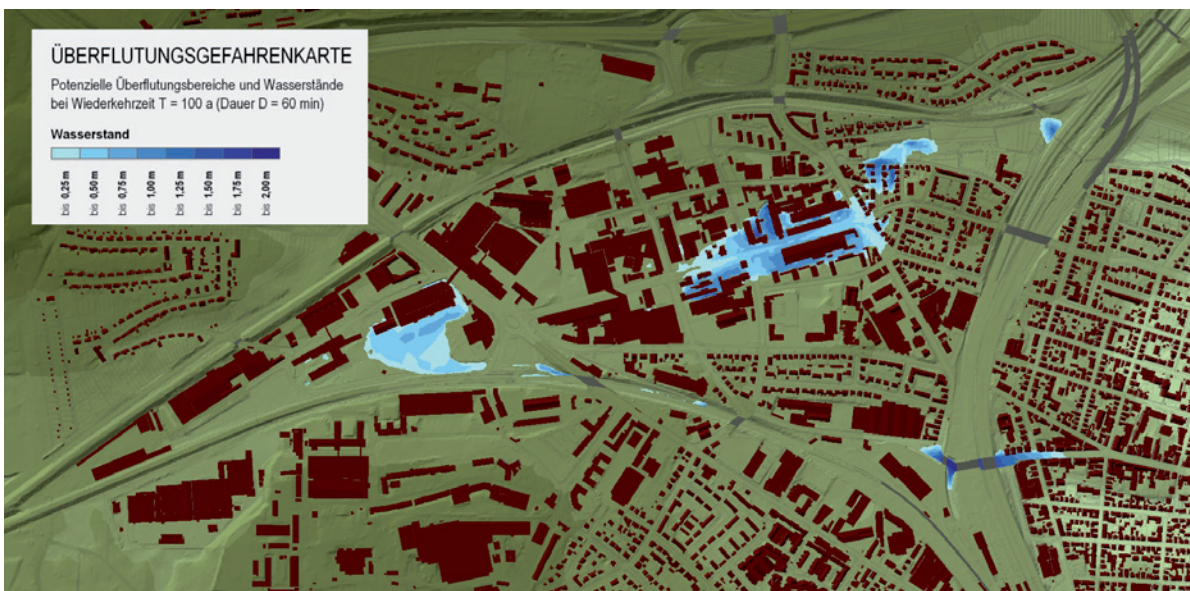 ÜBERFLUTUNGSGEFAHRENKARTE
Potenzielle Überflutungsbereiche und Wasserstände
bei Wiederkehrzeit T = 100 a (Dauer D = 60 min)
Wasserstand
bis 0,25 m
bis 0,50 m
bis 0,75 m
bis 1,00 m
bis 1,25 m
bis 1,50 m
bis 1,75 m
bis 2,00 m